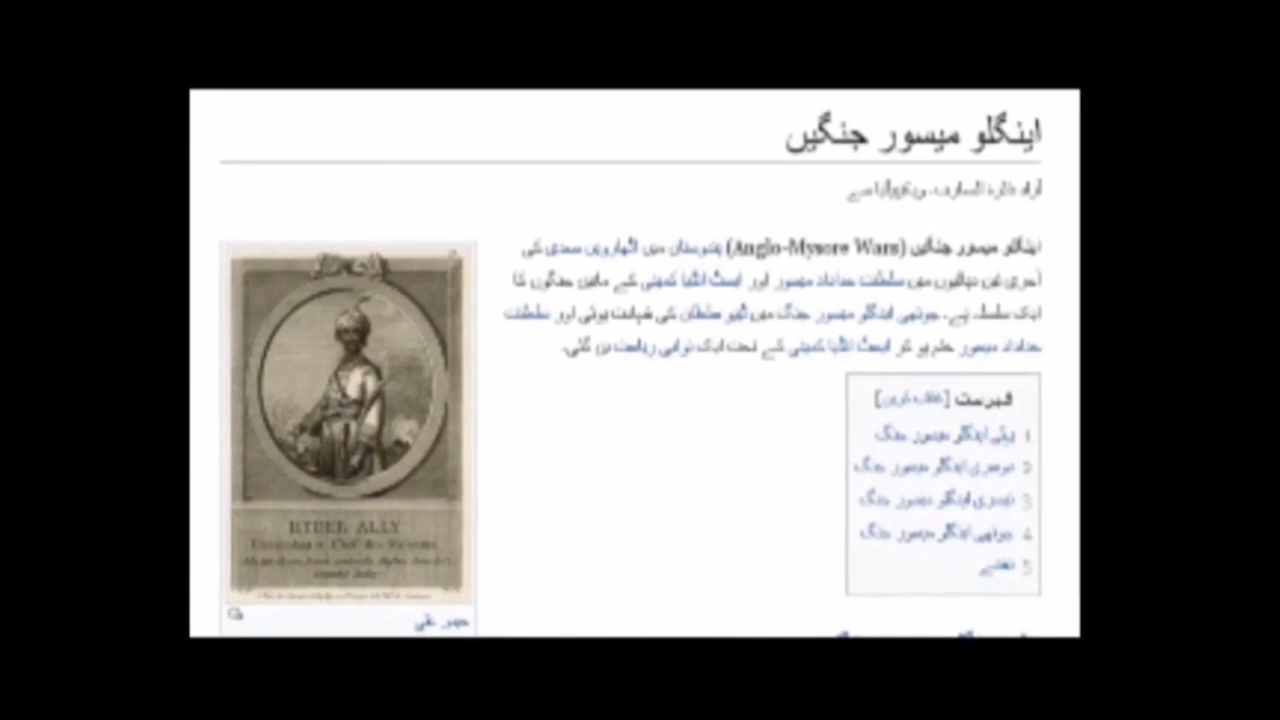 اینگلو میسور جنگیں
آزاد دائرۃ المعارف، ویکیپیڈیا سے
اینگلو میسور جنگیں (Anglo-Mysore Wars) ہندوستان میں اٹھارویں صدی کی
آخری تین دہائیوں میں سلطنت خداداد میسور اور ایسٹ انڈیا کمپنی کے مابین جنگوں کا
ایک سلسلہ ہے۔ چوتھی اینگلو میسور جنگ میں ٹیپو سلطان کی شہادت ہوئی اور سلطنت
خداداد میسور ختم ہو کر ایسٹ انڈیا کمپنی کے تحت ایک نوابی ریاست بن گئی۔
فہرست
1 پہلی اینگلو میسور جنگ
2 دوسری اینگلو میسور جنگ
3 تیسری اینگلو میسور جنگ
4 چوتھی اینگلو میسور جنگ
5 نقشے
HYDER ALLY
حیدر علی